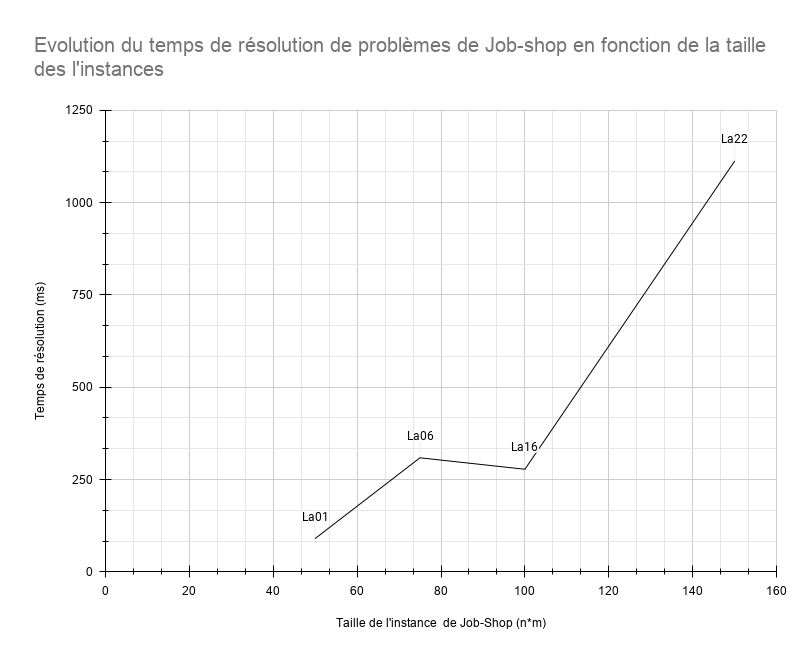 Evolution du temps de résolution de problèmes de Job-shop en fonction de la taille
des l'instances
1250
La22
1000
750
Temps de résolution (ms)
500
La06
La16
250
La01
0
0 20 40 60 80 100 120 140 160
Taille de l'instance de Job-Shop (n*m)